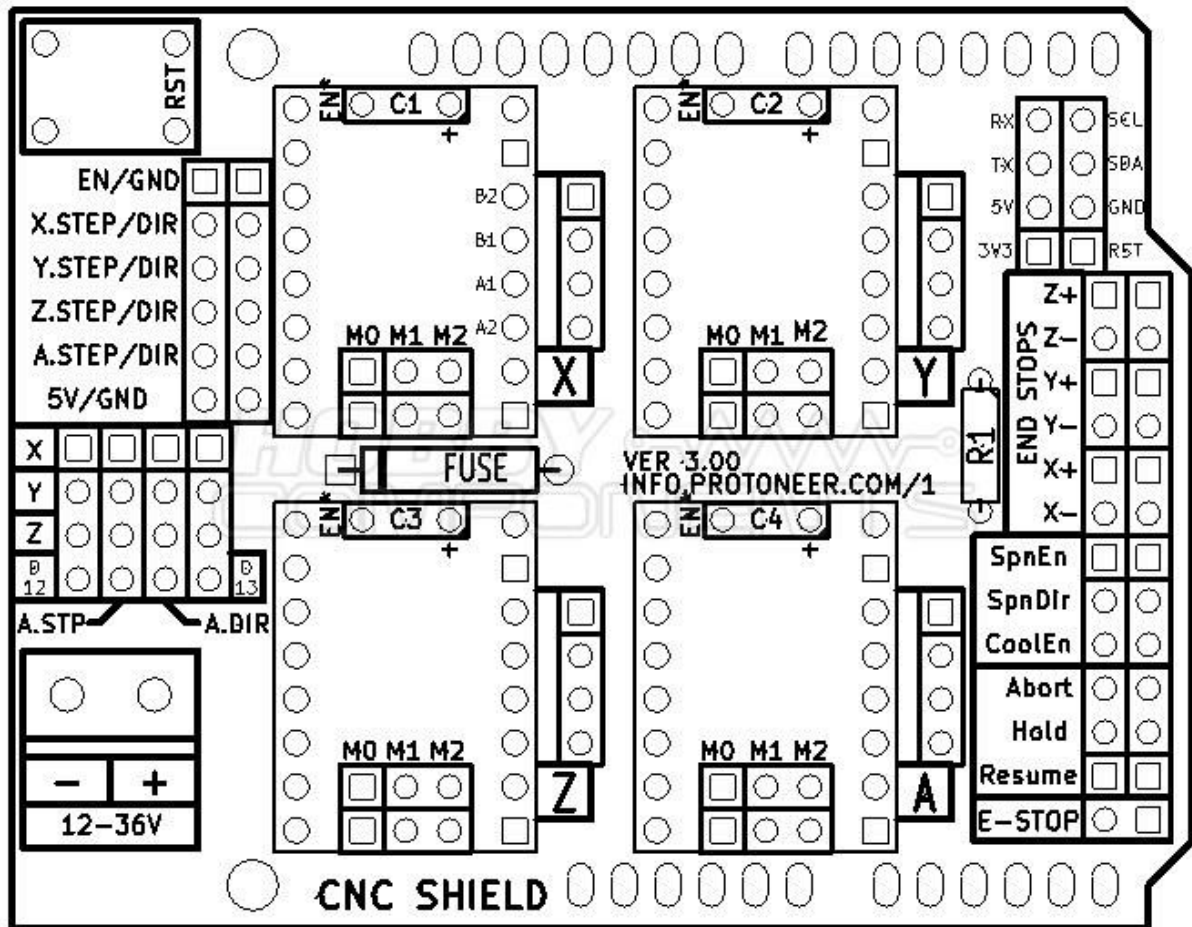 RST
EN/GND
X.STEP/DIR
Y.STEP/DIR
Z.STEP/DIR
A.STEP/DIR
5V/GND
X
Y
Z
D
12
D
13
A.STP
A.DIR
-
+
12-36V
EN*
C1
+
B2
B1
A1
A2
M0 M1 M2
X
EN*
C2
+
M0 M1 M2
Y
FUSE
VER 3.00
INFO.PROTONEER.COM/1
HOBBY
COMPONENTS
EN*
C3
+
M0 M1 M2
Z
EN*
C4
+
M0 M1 M2
A
CNC SHIELD
RX SCL
TX SDA
5V GND
3V3 RST
R1
END STOPS
Z+
Z-
Y+
Y-
X+
X-
SpnEn
SpnDir
CoolEn
Abort
Hold
Resume
E-STOP